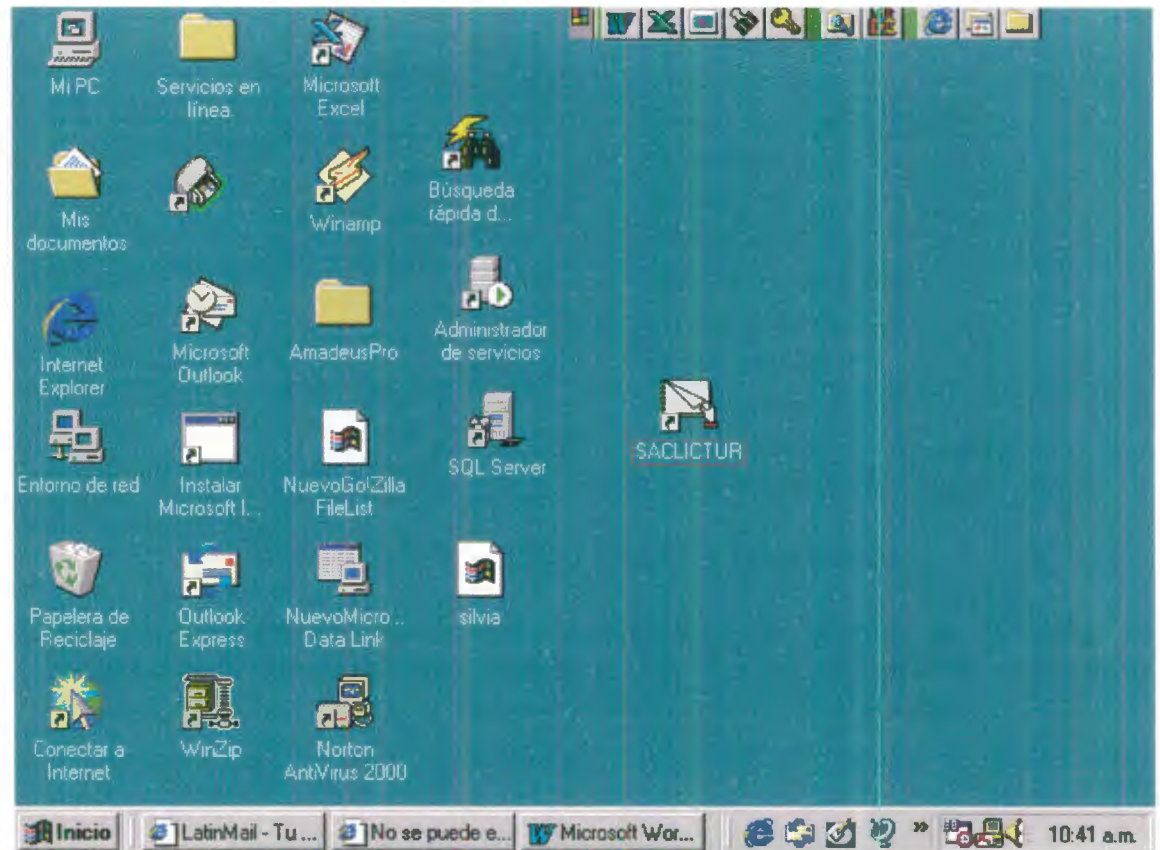 Mi PC
Servicios en
línea
Microsoft
Excel
Mis
documentos
Winamp
Búsqueda
rápida d...
Internet
Explorer
Microsoft
Outlook
AmadeusPro
Administrador
de servicios
Entorno de red
Instalar
Microsoft I...
NuevoGo!Zilla
FileList
SQL Server
SACLICTUR
Papelera de
Reciclaje
Outlook
Express
NuevoMicro...
Data Link
silvia
Conectar a
Internet
WinZip
Norton
AntiVirus 2000
Inicio
LatinMail - Tu ...
No se puede e...
Microsoft Wor...
»
10:41 a.m.